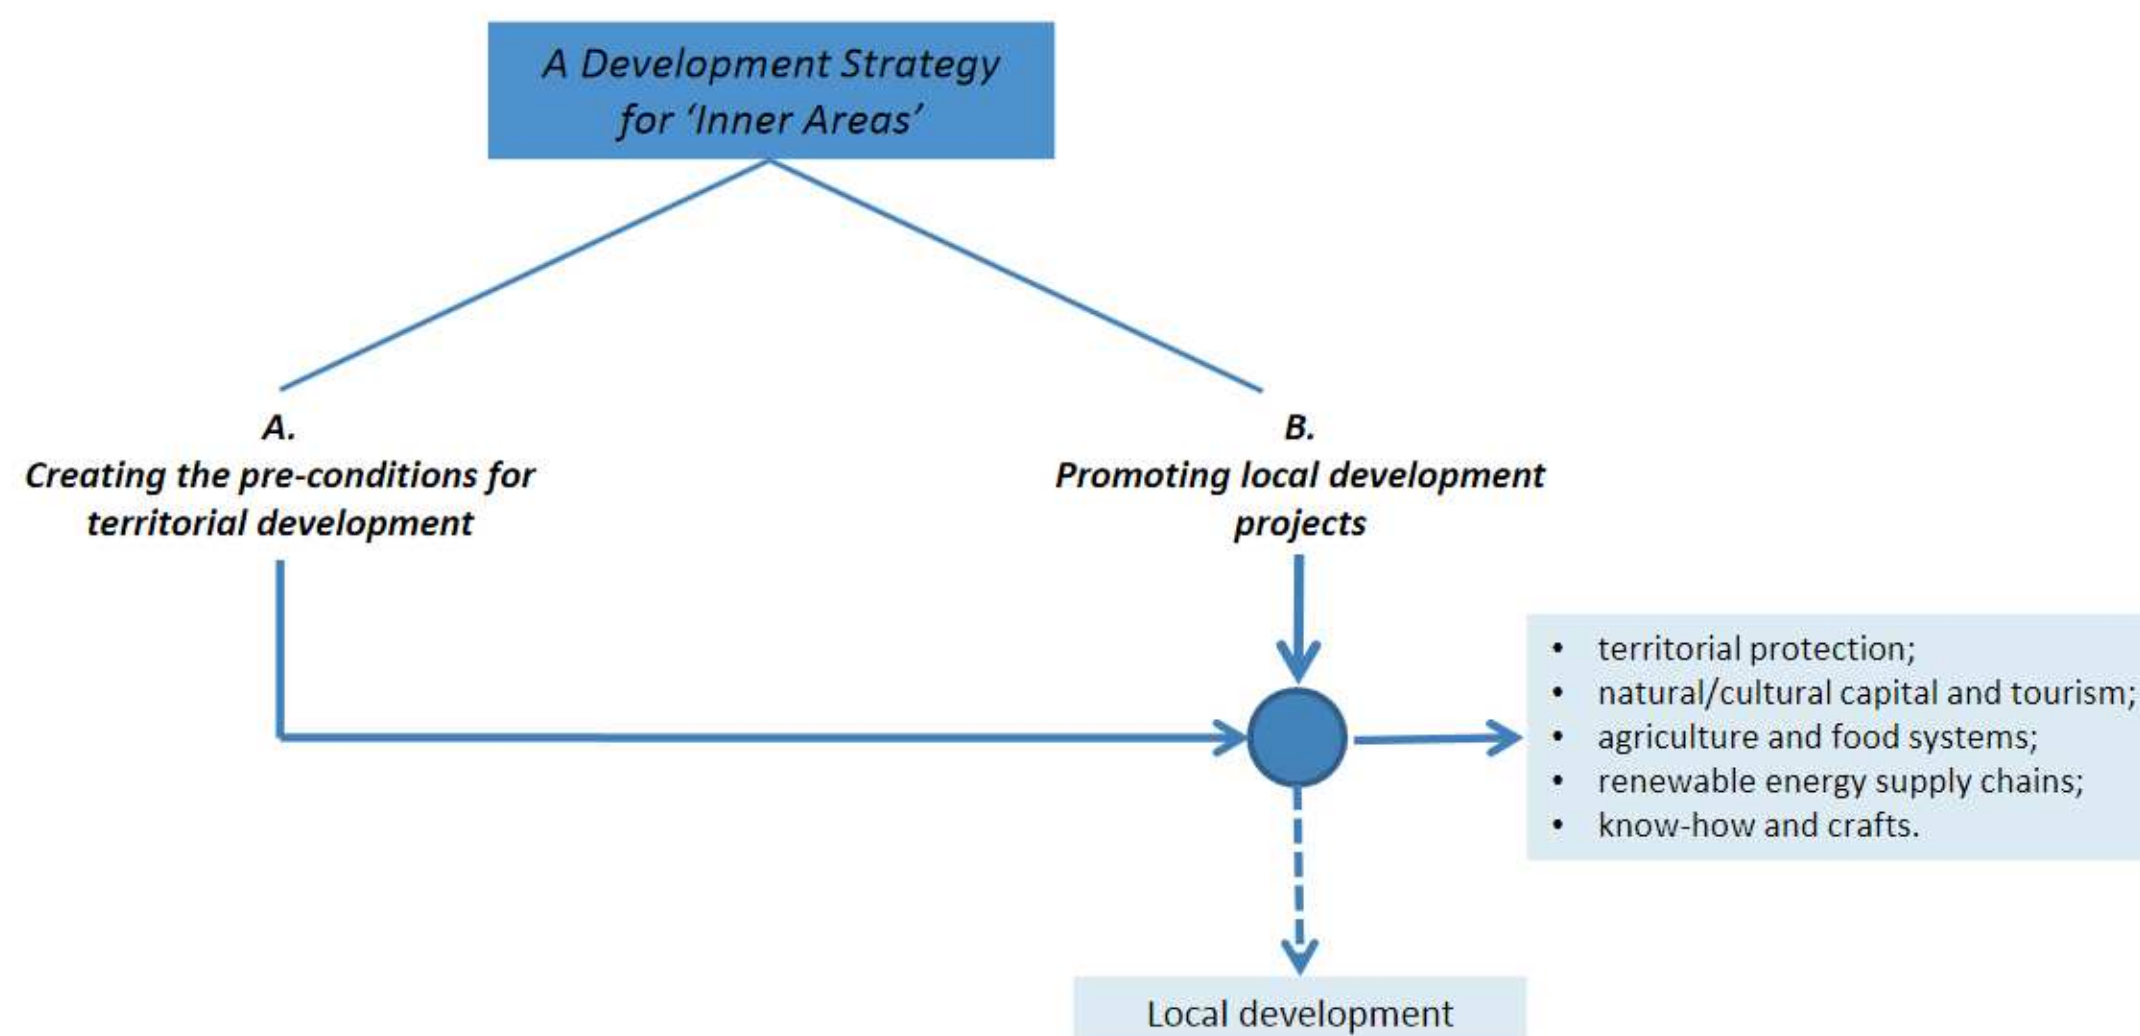 A Development Strategy
for ‘Inner Areas’
A.
Creating the pre-conditions for
territorial development
B.
Promoting local development
projects
• territorial protection;
• natural/cultural capital and tourism;
• agriculture and food systems;
• renewable energy supply chains;
• know-how and crafts.
Local development